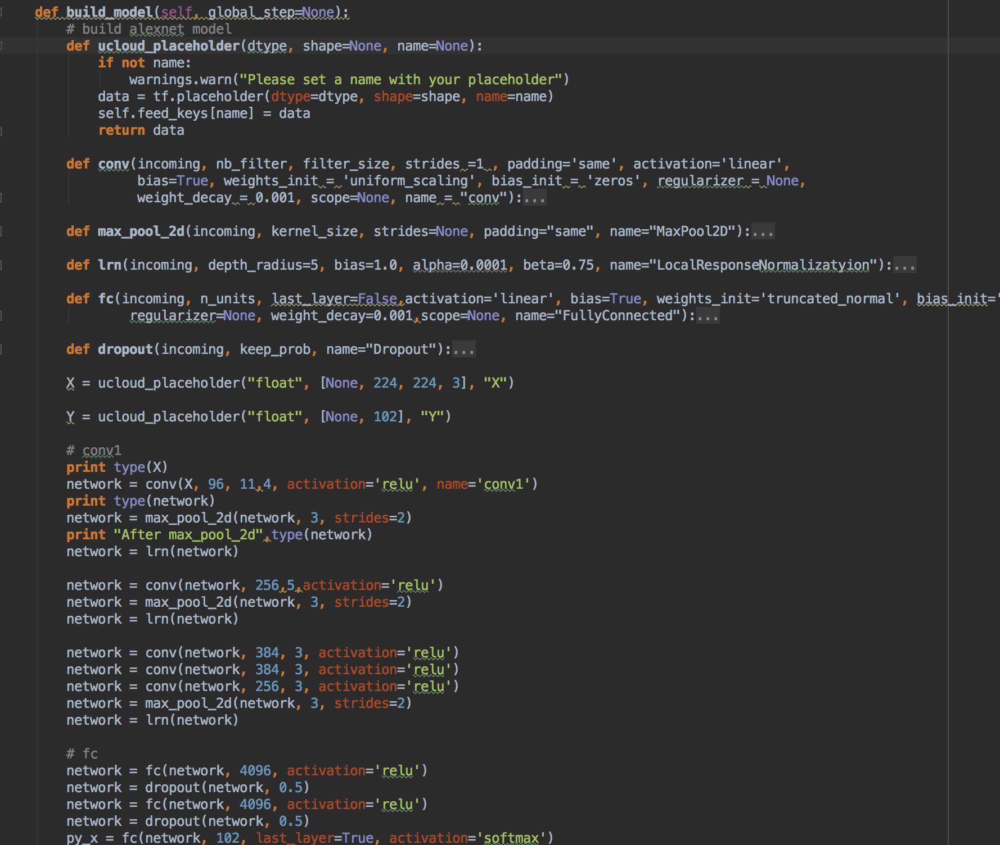 def build_model(self, global_step=None):
# build alexnet model
def ucloud_placeholder(dtype, shape=None, name=None):
if not name:
warnings.warn("Please set a name with your placeholder")
data = tf.placeholder(dtype=dtype, shape=shape, name=name)
self.feed_keys[name] = data
return data
def conv(incoming, nb_filter, filter_size, strides =1 , padding='same', activation='linear',
bias=True, weights_init = 'uniform_scaling', bias_init = 'zeros', regularizer = None,
weight_decay = 0.001, scope=None, name = "conv"):...
def max_pool_2d(incoming, kernel_size, strides=None, padding="same", name="MaxPool2D"):...
def lrn(incoming, depth_radius=5, bias=1.0, alpha=0.0001, beta=0.75, name="LocalResponseNormalizatyion"):...
def fc(incoming, n_units, last_layer=False,activation='linear', bias=True, weights_init='truncated_normal', bias_init='
regularizer=None, weight_decay=0.001,scope=None, name="FullyConnected"):...
def dropout(incoming, keep_prob, name="Dropout"):...
X = ucloud_placeholder("float", [None, 224, 224, 3], "X")
Y = ucloud_placeholder("float", [None, 102], "Y")
# conv1
print type(X)
network = conv(X, 96, 11,4, activation='relu', name='conv1')
print type(network)
network = max_pool_2d(network, 3, strides=2)
print "After max_pool_2d",type(network)
network = lrn(network)
network = conv(network, 256,5,activation='relu')
network = max_pool_2d(network, 3, strides=2)
network = lrn(network)
network = conv(network, 384, 3, activation='relu')
network = conv(network, 384, 3, activation='relu')
network = conv(network, 256, 3, activation='relu')
network = max_pool_2d(network, 3, strides=2)
network = lrn(network)
# fc
network = fc(network, 4096, activation='relu')
network = dropout(network, 0.5)
network = fc(network, 4096, activation='relu')
network = dropout(network, 0.5)
py_x = fc(network, 102, last_layer=True, activation='softmax')